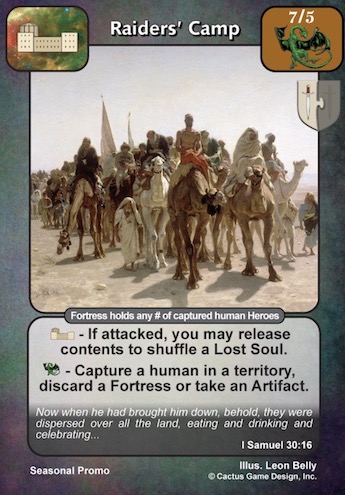 Raiders' Camp
7/5
Fortress holds any # of captured human Heroes
- If attacked, you may release
contents to shuffle a Lost Soul.
- Capture a human in a territory,
discard a Fortress or take an Artifact.
Now when he had brought him down, behold, they were
dispersed over all the land, eating and drinking and
celebrating...
I Samuel 30:16
Seasonal Promo
Illus. Leon Belly
© Cactus Game Design, Inc.